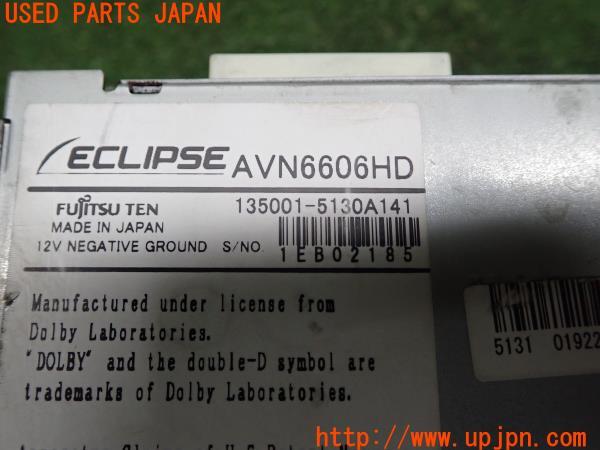 USED PARTS JAPAN
ECLIPSE AVN6606HD
FUJITSU TEN
MADE IN JAPAN
12V NEGATIVE GROUND S/NO.
135001-5130A141
1EB02185
Manufactured under license from
Dolby Laboratories.
"DOLBY" and the double-D symbol are
trademarks of Dolby Laboratories.
5131 01922
http://www.upjpn.com